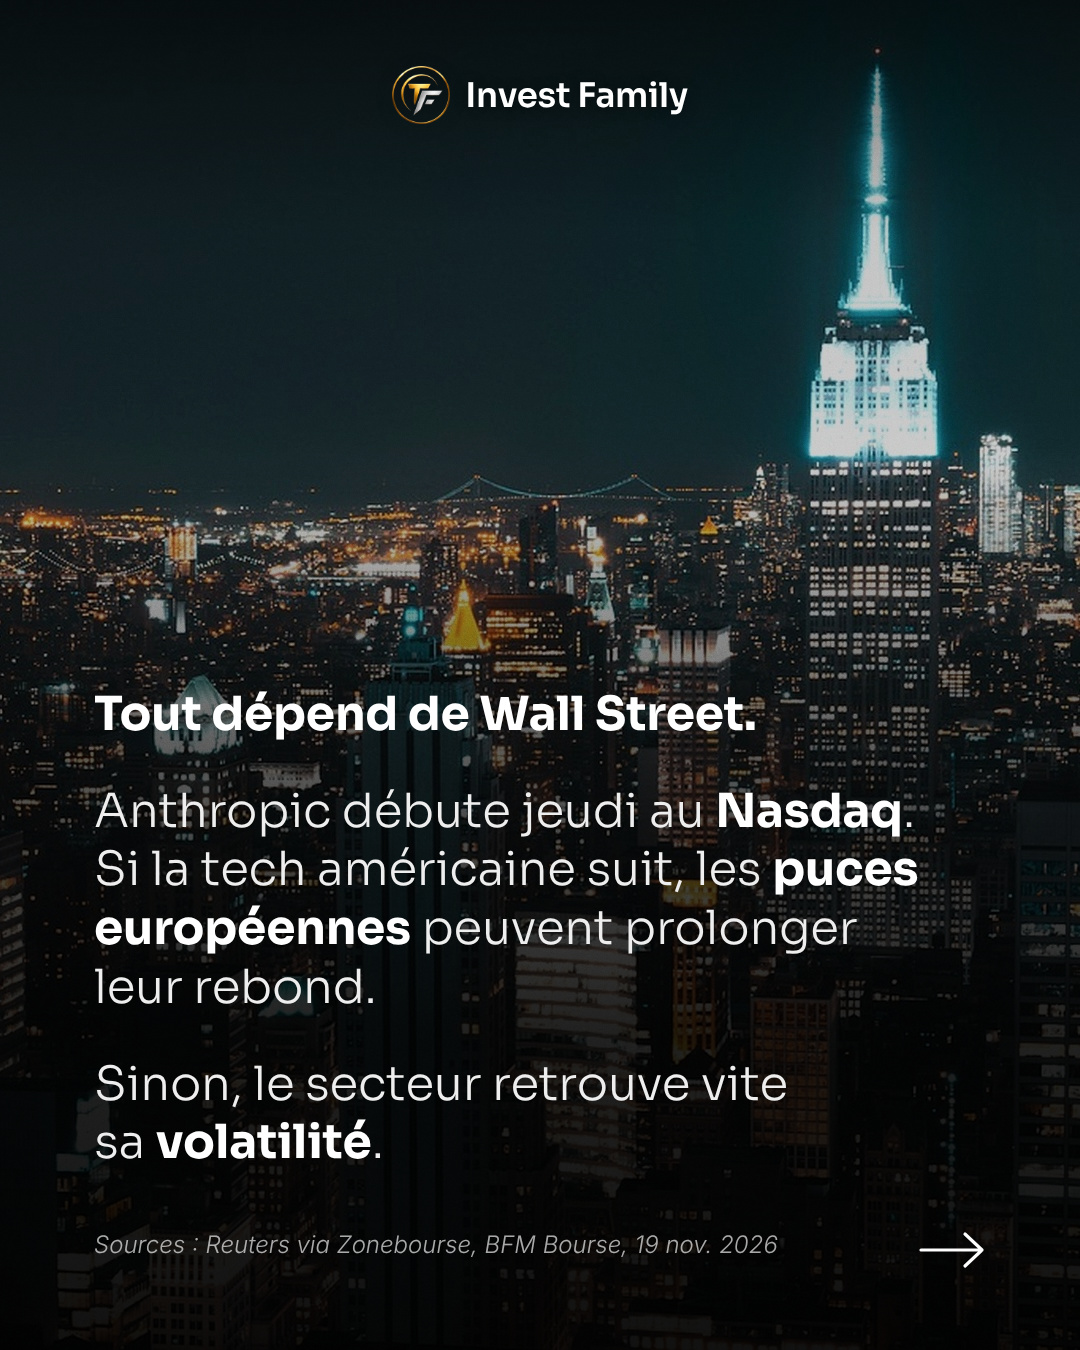 TF Invest Family
Tout dépend de Wall Street.
Anthropic débute jeudi au Nasdaq.
Si la tech américaine suit, les puces
européennes peuvent prolonger
leur rebond.
Sinon, le secteur retrouve vite
sa volatilité.
Sources : Reuters via Zonebourse, BFM Bourse, 19 nov. 2026